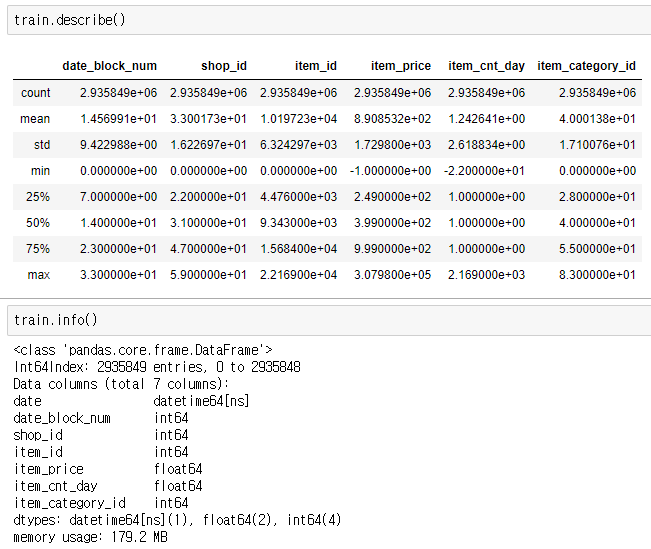 train.describe()
date_block_num shop_id item_id item_price item_cnt_day item_category_id
count 2.935849e+06 2.935849e+06 2.935849e+06 2.935849e+06 2.935849e+06 2.935849e+06
mean 1.456991e+01 3.300173e+01 1.019723e+04 8.908532e+02 1.242641e+00 4.000138e+01
std 9.422988e+00 1.622697e+01 6.324297e+03 1.729800e+03 2.618834e+00 1.710076e+01
min 0.000000e+00 0.000000e+00 0.000000e+00 -1.000000e+00 -2.200000e+01 0.000000e+00
25% 7.000000e+00 2.200000e+01 4.476000e+03 2.490000e+02 1.000000e+00 2.800000e+01
50% 1.400000e+01 3.100000e+01 9.343000e+03 3.990000e+02 1.000000e+00 4.000000e+01
75% 2.300000e+01 4.700000e+01 1.568400e+04 9.990000e+02 1.000000e+00 5.500000e+01
max 3.300000e+01 5.900000e+01 2.216900e+04 3.079800e+05 2.169000e+03 8.300000e+01
train.info()
<class 'pandas.core.frame.DataFrame'>
Int64Index: 2935849 entries, 0 to 2935848
Data columns (total 7 columns):
date datetime64[ns]
date_block_num int64
shop_id int64
item_id int64
item_price float64
item_cnt_day float64
item_category_id int64
dtypes: datetime64[ns](1), float64(2), int64(4)
memory usage: 179.2 MB